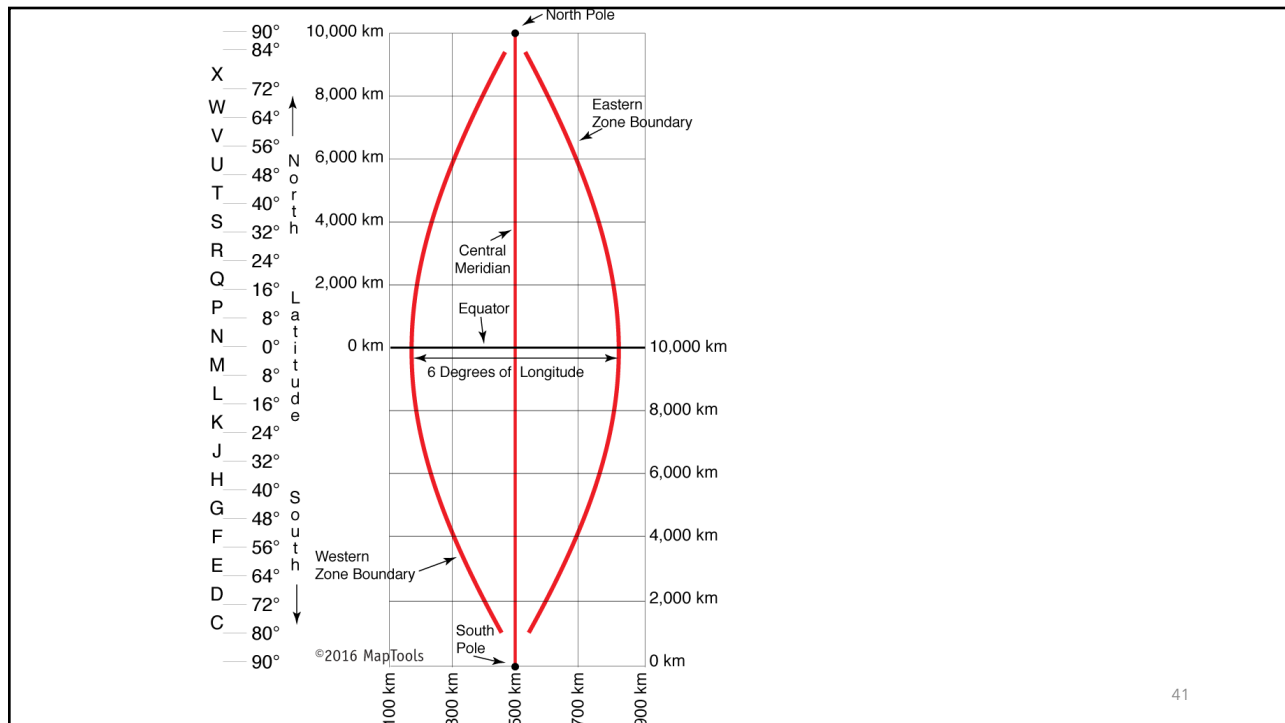 North Pole
90° 10,000 km
84°
X
72° 8,000 km
W
64°
V
56° 6,000 km
U
48°
T
40° 4,000 km
S
32°
R
24° 2,000 km
Q
16°
P
8°
N
0° 0 km 10,000 km
M
8°
L
16° 8,000 km
K
24°
J
32° 6,000 km
H
40°
G
48° 4,000 km
F
56°
E
64° 2,000 km
D
72°
C
80°
90° 0 km
North
Latitude
South
Eastern
Zone Boundary
Central
Meridian
Equator
6 Degrees of Longitude
Western
Zone Boundary
South
Pole
©2016 MapTools
100 km
300 km
500 km
700 km
900 km
41